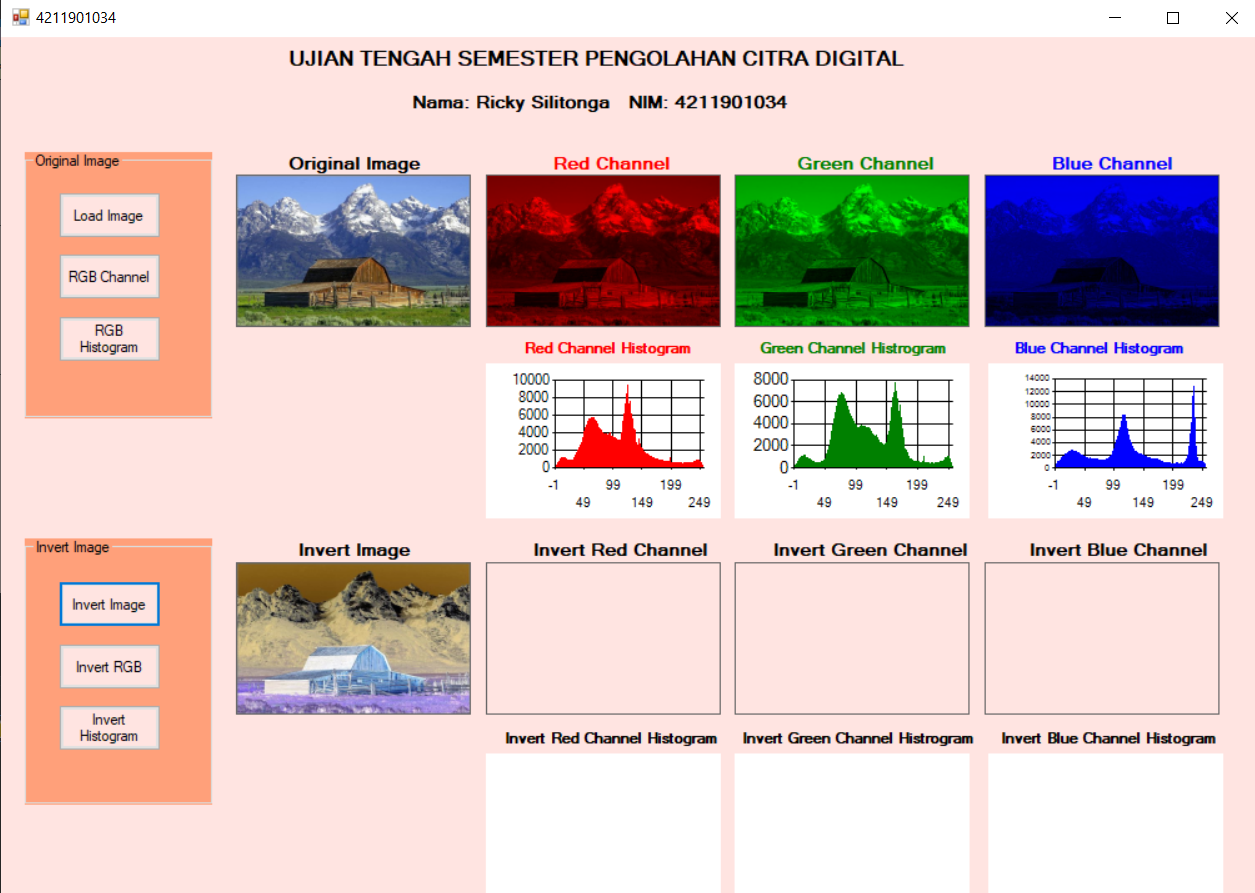 4211901034
UJIAN TENGAH SEMESTER PENGOLAHAN CITRA DIGITAL
Nama: Ricky Silitonga NIM: 4211901034
Original Image
Load Image
RGB Channel
RGB
Histogram
Original Image
Red Channel
Green Channel
Blue Channel
Red Channel Histogram
Green Channel Histrogram
Blue Channel Histogram
10000
8000
6000
4000
2000
0
-1 99 199
49 149 249
8000
6000
4000
2000
0
-1 99 199
49 149 249
14000
12000
10000
8000
6000
4000
2000
0
-1 99 199
49 149 249
Invert Image
Invert Image
Invert RGB
Invert
Histogram
Invert Image
Invert Red Channel
Invert Green Channel
Invert Blue Channel
Invert Red Channel Histogram
Invert Green Channel Histrogram
Invert Blue Channel Histogram